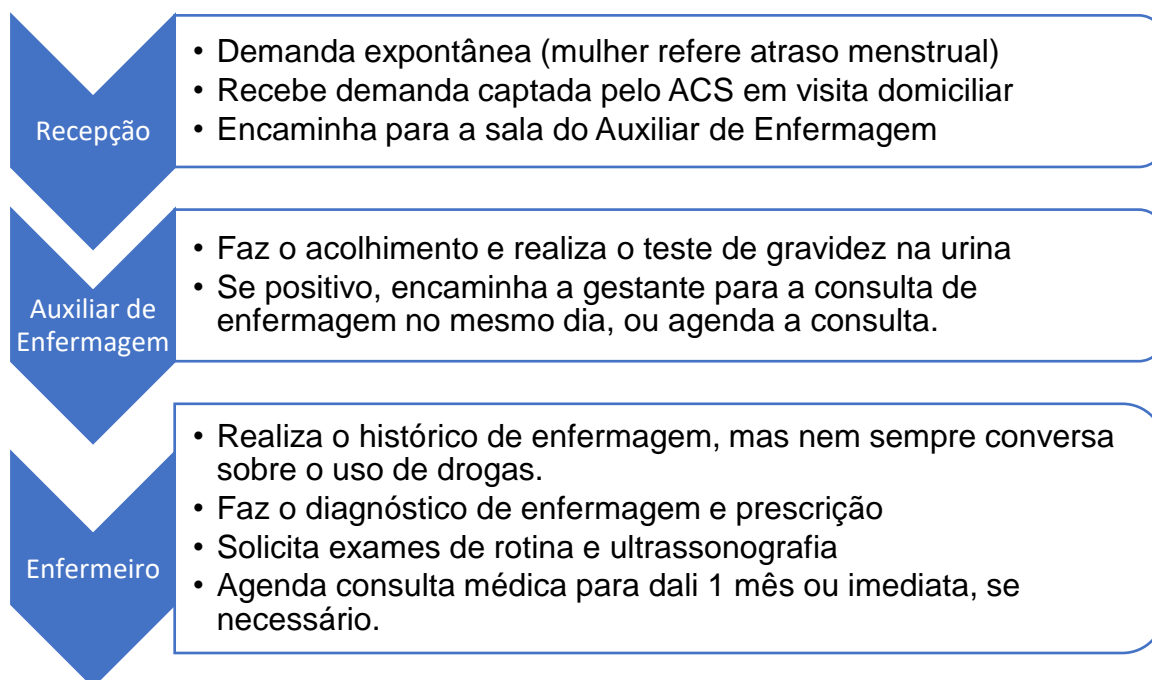 Recepção
• Demanda expontânea (mulher refere atraso menstrual)
• Recebe demanda captada pelo ACS em visita domiciliar
• Encaminha para a sala do Auxiliar de Enfermagem
Auxiliar de
Enfermagem
• Faz o acolhimento e realiza o teste de gravidez na urina
• Se positivo, encaminha a gestante para a consulta de
enfermagem no mesmo dia, ou agenda a consulta.
Enfermeiro
• Realiza o histórico de enfermagem, mas nem sempre conversa
sobre o uso de drogas.
• Faz o diagnóstico de enfermagem e prescrição
• Solicita exames de rotina e ultrassonografia
• Agenda consulta médica para dali 1 mês ou imediata, se
necessário.